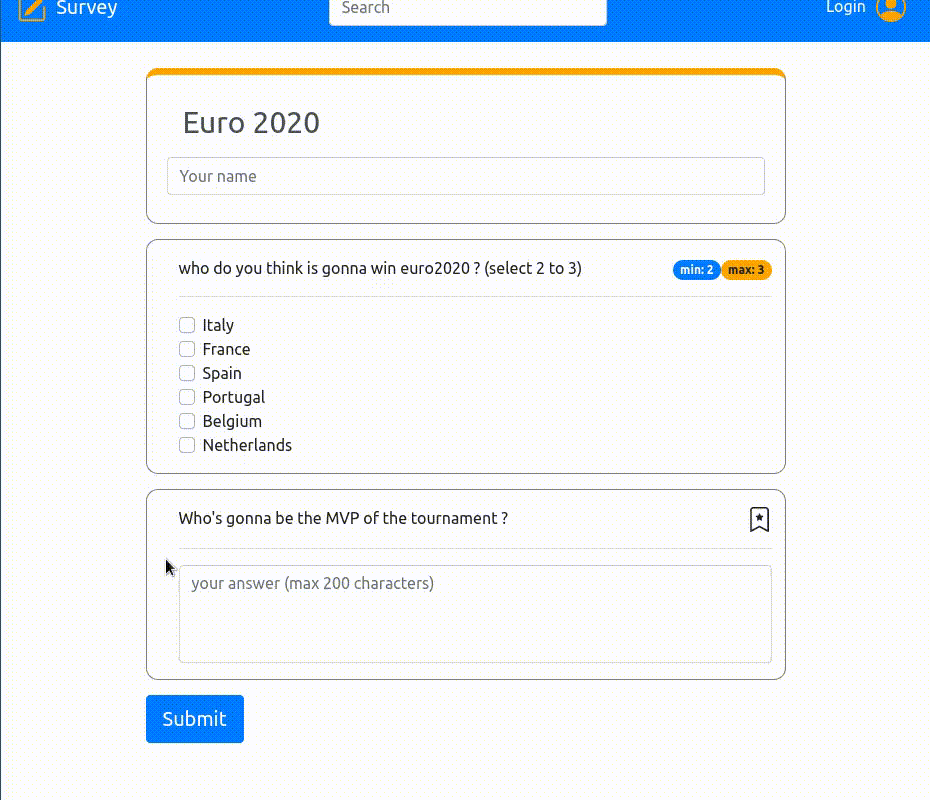 Survey
Search
Login
Euro 2020
Your name
who do you think is gonna win euro2020 ? (select 2 to 3)
min: 2
max: 3
Italy
France
Spain
Portugal
Belgium
Netherlands
Who's gonna be the MVP of the tournament ?
your answer (max 200 characters)
Submit